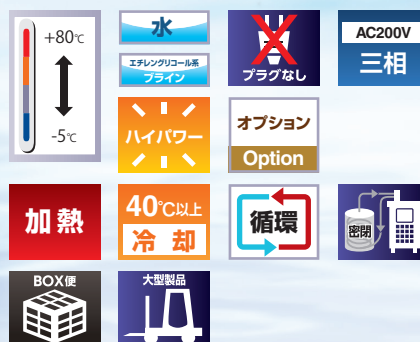 +80℃
-5℃
水
エチレングリコール系
ブライン
プラグなし
AC200V
三相
ハイパワー
オプション
Option
加熱
40℃以上
冷却
循環
密閉
BOX便
大型製品